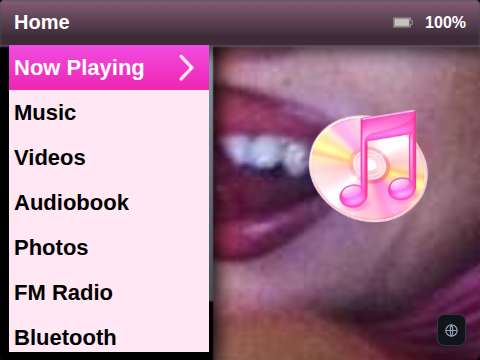 Home
100%
Now Playing
Music
Videos
Audiobook
Photos
FM Radio
Bluetooth